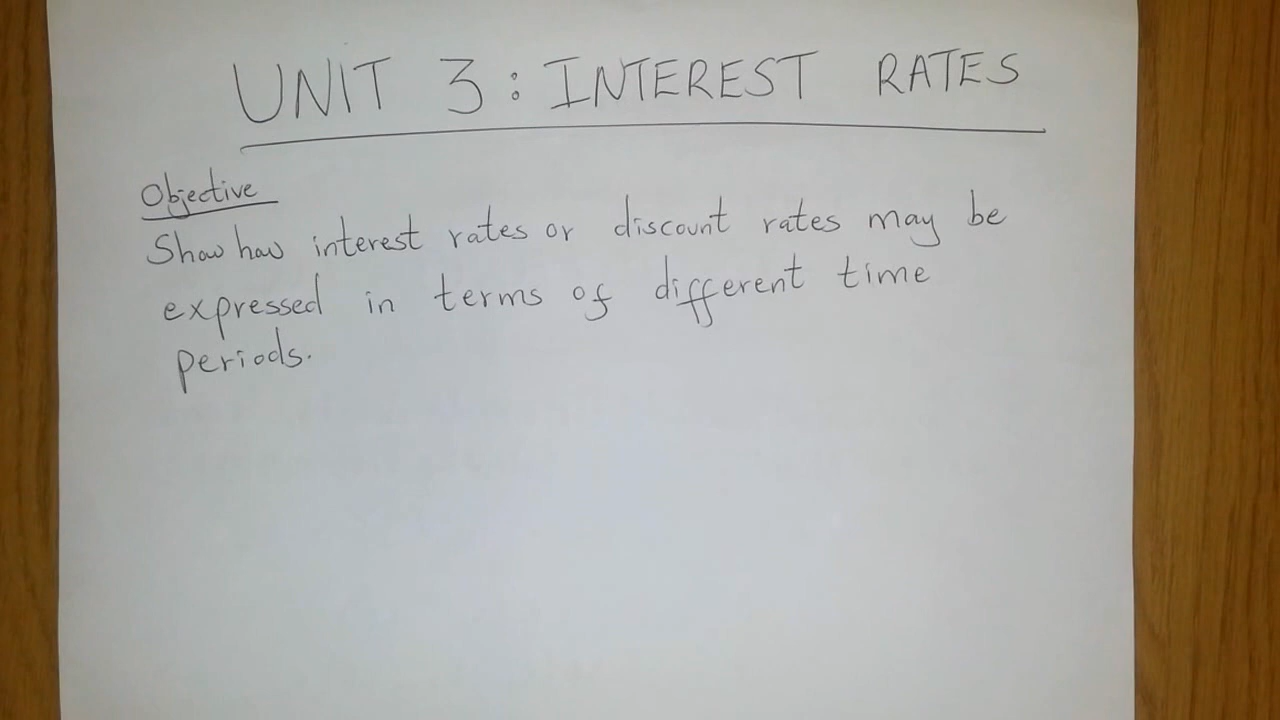 UNIT 3: INTEREST RATES
Objective
Show how interest rates or discount rates may be
expressed in terms of different time
periods.